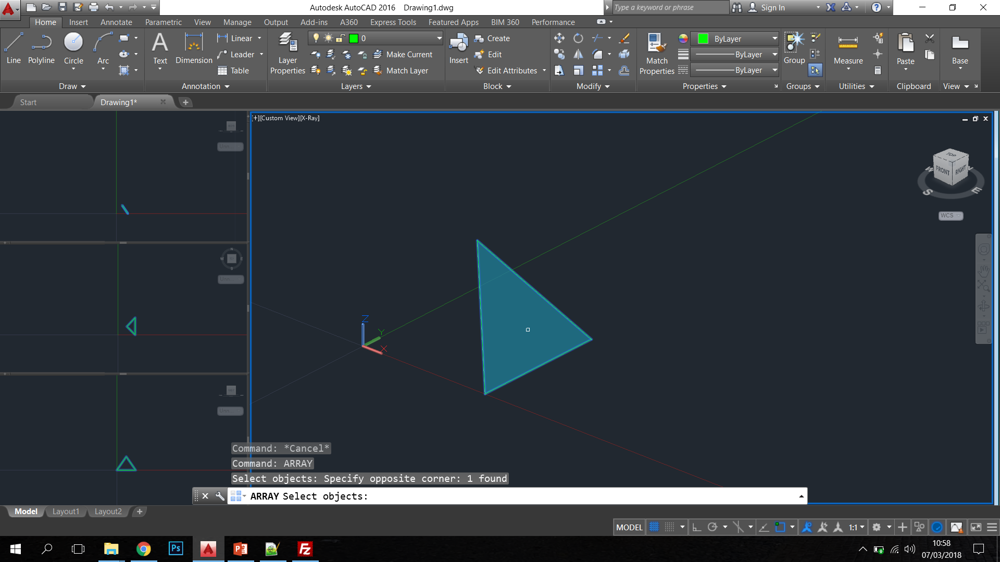 Autodesk AutoCAD 2016 Drawing1.dwg
Type a keyword or phrase
Sign In
Home Insert Annotate Parametric View Manage Output Add-ins A360 Express Tools Featured Apps BIM 360 Performance
Line Polyline Circle Arc
Draw
Text Dimension
Linear
Leader
Table
Annotation
Layer
Properties
0
Make Current
Match Layer
Layers
Insert
Create
Edit
Edit Attributes
Block
Modify
Match
Properties
ByLayer
ByLayer
ByLayer
Properties
Group
Groups
Measure
Utilities
Paste
Clipboard
Base
View
Start Drawing1*
[+][Custom View][X-Ray]
TOP
FRONT RIGHT
W
S E
WCS
N
W E
S
Z
Y
X
Command: *Cancel*
Command: ARRAY
Select objects: Specify opposite corner: 1 found
ARRAY Select objects:
Model Layout1 Layout2
MODEL 1:1
Ps
Fz
10:58
07/03/2018